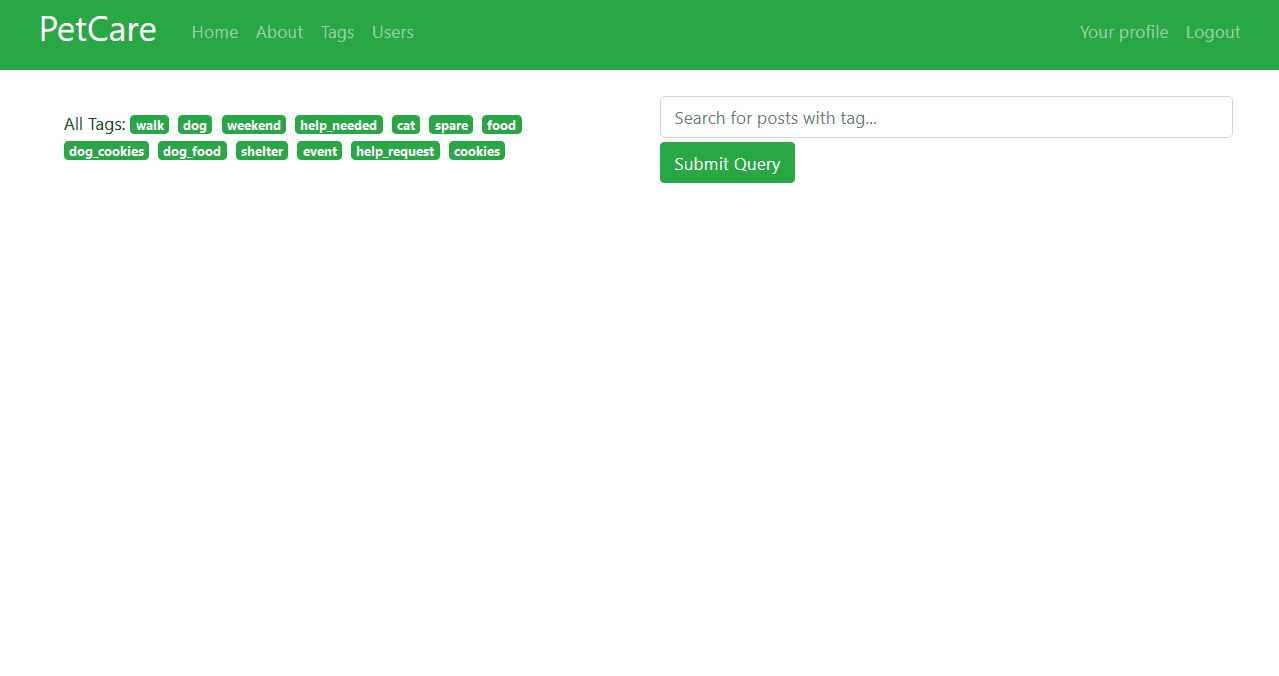 PetCare Home About Tags Users Your profile Logout
All Tags: walk dog weekend help_needed cat spare food
dog_cookies dog_food shelter event help_request cookies
Search for posts with tag...
Submit Query